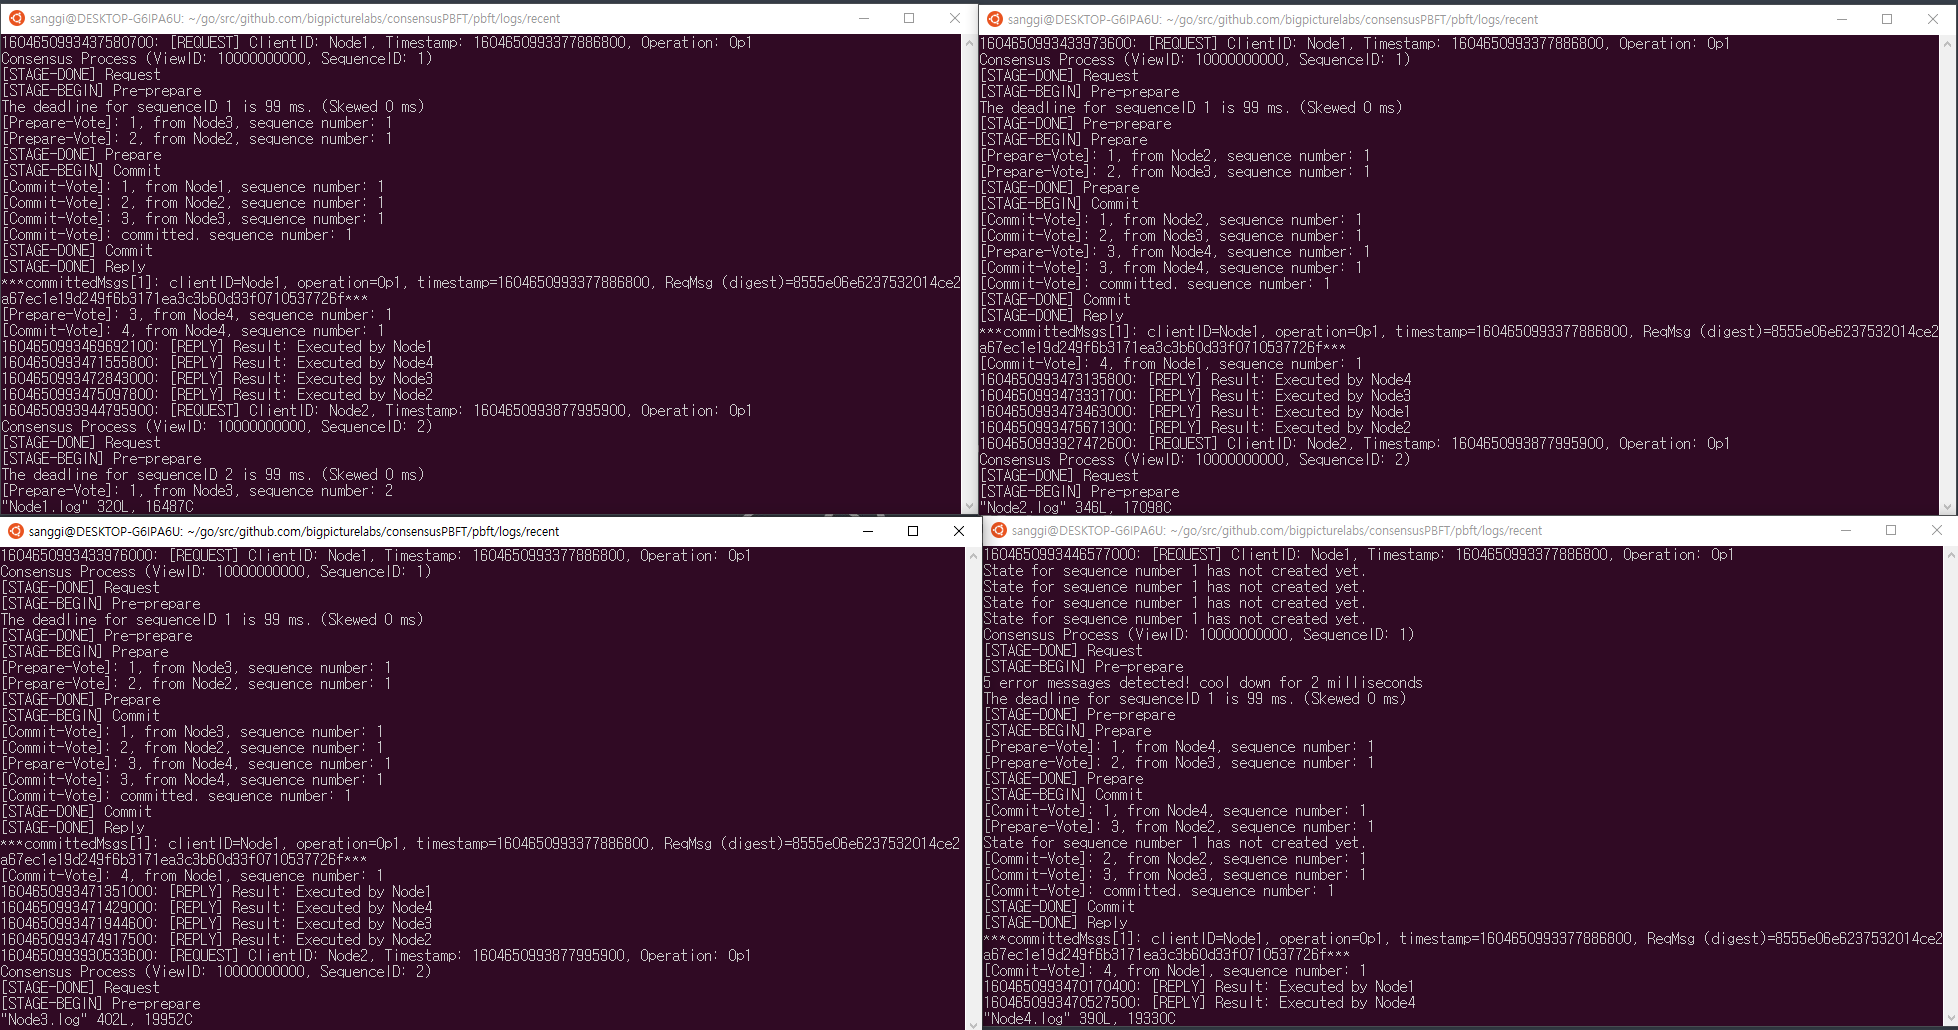 sanggi@DESKTOP-G6IPA6U: ~/go/src/github.com/bigpicturelabs/consensusPBFT/pbft/logs/recent
1604650993437580700: [REQUEST] ClientID: Node1, Timestamp: 1604650993377886800, Operation: Op1
Consensus Process (ViewID: 10000000000, SequenceID: 1)
[STAGE-DONE] Request
[STAGE-BEGIN] Pre-prepare
The deadline for sequenceID 1 is 99 ms. (Skewed 0 ms)
[Prepare-Vote]: 1, from Node3, sequence number: 1
[Prepare-Vote]: 2, from Node2, sequence number: 1
[STAGE-DONE] Prepare
[STAGE-BEGIN] Commit
[Commit-Vote]: 1, from Node1, sequence number: 1
[Commit-Vote]: 2, from Node2, sequence number: 1
[Commit-Vote]: 3, from Node3, sequence number: 1
[Commit-Vote]: committed. sequence number: 1
[STAGE-DONE] Commit
[STAGE-DONE] Reply
***committedMsgs[1]: clientID=Node1, operation=Op1, timestamp=1604650993377886800, ReqMsg (digest)=8555e06e6237532014ce2
a67ec1e19d249f6b3171ea3c3b60d33f0710537726f***
[Prepare-Vote]: 3, from Node4, sequence number: 1
[Commit-Vote]: 4, from Node4, sequence number: 1
1604650993469692100: [REPLY] Result: Executed by Node1
1604650993471555800: [REPLY] Result: Executed by Node4
1604650993472843000: [REPLY] Result: Executed by Node3
1604650993475097800: [REPLY] Result: Executed by Node2
1604650993944795900: [REQUEST] ClientID: Node2, Timestamp: 1604650993877995900, Operation: Op1
Consensus Process (ViewID: 10000000000, SequenceID: 2)
[STAGE-DONE] Request
[STAGE-BEGIN] Pre-prepare
The deadline for sequenceID 2 is 99 ms. (Skewed 0 ms)
[Prepare-Vote]: 1, from Node3, sequence number: 2
"Node1.log" 320L, 16487C
sanggi@DESKTOP-G6IPA6U: ~/go/src/github.com/bigpicturelabs/consensusPBFT/pbft/logs/recent
1604650993433973600: [REQUEST] ClientID: Node1, Timestamp: 1604650993377886800, Operation: Op1
Consensus Process (ViewID: 10000000000, SequenceID: 1)
[STAGE-DONE] Request
[STAGE-BEGIN] Pre-prepare
The deadline for sequenceID 1 is 99 ms. (Skewed 0 ms)
[STAGE-DONE] Pre-prepare
[STAGE-BEGIN] Prepare
[Prepare-Vote]: 1, from Node2, sequence number: 1
[Prepare-Vote]: 2, from Node3, sequence number: 1
[STAGE-DONE] Prepare
[STAGE-BEGIN] Commit
[Commit-Vote]: 1, from Node2, sequence number: 1
[Commit-Vote]: 2, from Node3, sequence number: 1
[Prepare-Vote]: 3, from Node4, sequence number: 1
[Commit-Vote]: 3, from Node4, sequence number: 1
[Commit-Vote]: committed. sequence number: 1
[STAGE-DONE] Commit
[STAGE-DONE] Reply
***committedMsgs[1]: clientID=Node1, operation=Op1, timestamp=1604650993377886800, ReqMsg (digest)=8555e06e6237532014ce2
a67ec1e19d249f6b3171ea3c3b60d33f0710537726f***
[Commit-Vote]: 4, from Node1, sequence number: 1
1604650993473135800: [REPLY] Result: Executed by Node4
1604650993473331700: [REPLY] Result: Executed by Node3
1604650993473463000: [REPLY] Result: Executed by Node1
1604650993475671300: [REPLY] Result: Executed by Node2
1604650993927472600: [REQUEST] ClientID: Node2, Timestamp: 1604650993877995900, Operation: Op1
Consensus Process (ViewID: 10000000000, SequenceID: 2)
[STAGE-DONE] Request
[STAGE-BEGIN] Pre-prepare
"Node2.log" 346L, 17098C
sanggi@DESKTOP-G6IPA6U: ~/go/src/github.com/bigpicturelabs/consensusPBFT/pbft/logs/recent
1604650993433976000: [REQUEST] ClientID: Node1, Timestamp: 1604650993377886800, Operation: Op1
Consensus Process (ViewID: 10000000000, SequenceID: 1)
[STAGE-DONE] Request
[STAGE-BEGIN] Pre-prepare
The deadline for sequenceID 1 is 99 ms. (Skewed 0 ms)
[STAGE-DONE] Pre-prepare
[STAGE-BEGIN] Prepare
[Prepare-Vote]: 1, from Node3, sequence number: 1
[Prepare-Vote]: 2, from Node2, sequence number: 1
[STAGE-DONE] Prepare
[STAGE-BEGIN] Commit
[Commit-Vote]: 1, from Node3, sequence number: 1
[Commit-Vote]: 2, from Node2, sequence number: 1
[Prepare-Vote]: 3, from Node4, sequence number: 1
[Commit-Vote]: 3, from Node4, sequence number: 1
[Commit-Vote]: committed. sequence number: 1
[STAGE-DONE] Commit
[STAGE-DONE] Reply
***committedMsgs[1]: clientID=Node1, operation=Op1, timestamp=1604650993377886800, ReqMsg (digest)=8555e06e6237532014ce2
a67ec1e19d249f6b3171ea3c3b60d33f0710537726f***
[Commit-Vote]: 4, from Node1, sequence number: 1
1604650993471351000: [REPLY] Result: Executed by Node1
1604650993471429000: [REPLY] Result: Executed by Node4
1604650993471944600: [REPLY] Result: Executed by Node3
1604650993474917500: [REPLY] Result: Executed by Node2
1604650993930533600: [REQUEST] ClientID: Node2, Timestamp: 1604650993877995900, Operation: Op1
Consensus Process (ViewID: 10000000000, SequenceID: 2)
[STAGE-DONE] Request
[STAGE-BEGIN] Pre-prepare
"Node3.log" 402L, 19952C
sanggi@DESKTOP-G6IPA6U: ~/go/src/github.com/bigpicturelabs/consensusPBFT/pbft/logs/recent
1604650993446577000: [REQUEST] ClientID: Node1, Timestamp: 1604650993377886800, Operation: Op1
State for sequence number 1 has not created yet.
State for sequence number 1 has not created yet.
State for sequence number 1 has not created yet.
State for sequence number 1 has not created yet.
Consensus Process (ViewID: 10000000000, SequenceID: 1)
[STAGE-DONE] Request
[STAGE-BEGIN] Pre-prepare
5 error messages detected! cool down for 2 milliseconds
The deadline for sequenceID 1 is 99 ms. (Skewed 0 ms)
[STAGE-DONE] Pre-prepare
[STAGE-BEGIN] Prepare
[Prepare-Vote]: 1, from Node4, sequence number: 1
[Prepare-Vote]: 2, from Node3, sequence number: 1
[STAGE-DONE] Prepare
[STAGE-BEGIN] Commit
[Commit-Vote]: 1, from Node4, sequence number: 1
[Prepare-Vote]: 3, from Node2, sequence number: 1
State for sequence number 1 has not created yet.
[Commit-Vote]: 2, from Node2, sequence number: 1
[Commit-Vote]: 3, from Node3, sequence number: 1
[Commit-Vote]: committed. sequence number: 1
[STAGE-DONE] Commit
[STAGE-DONE] Reply
***committedMsgs[1]: clientID=Node1, operation=Op1, timestamp=1604650993377886800, ReqMsg (digest)=8555e06e6237532014ce2
a67ec1e19d249f6b3171ea3c3b60d33f0710537726f***
[Commit-Vote]: 4, from Node1, sequence number: 1
1604650993470170400: [REPLY] Result: Executed by Node1
1604650993470527500: [REPLY] Result: Executed by Node4
"Node4.log" 390L, 19330C